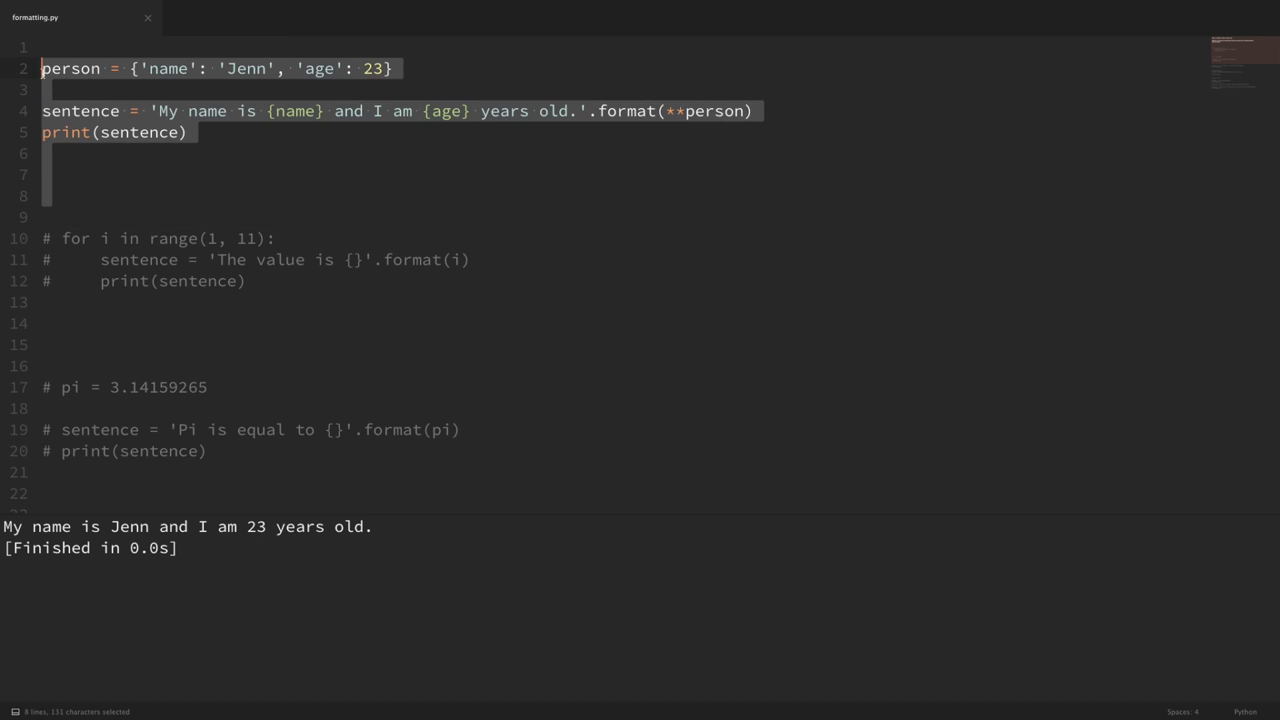 formatting.py ×
1
2 person = {'name': 'Jenn', 'age': 23}
3
4 sentence = 'My name is {name} and I am {age} years old.'.format(**person)
5 print(sentence)
6
7
8
9
10 # for i in range(1, 11):
11 #     sentence = 'The value is {}'.format(i)
12 #     print(sentence)
13
14
15
16
17 # pi = 3.14159265
18
19 # sentence = 'Pi is equal to {}'.format(pi)
20 # print(sentence)
21
22
My name is Jenn and I am 23 years old.
[Finished in 0.0s]
8 lines, 131 characters selected Spaces: 4 Python